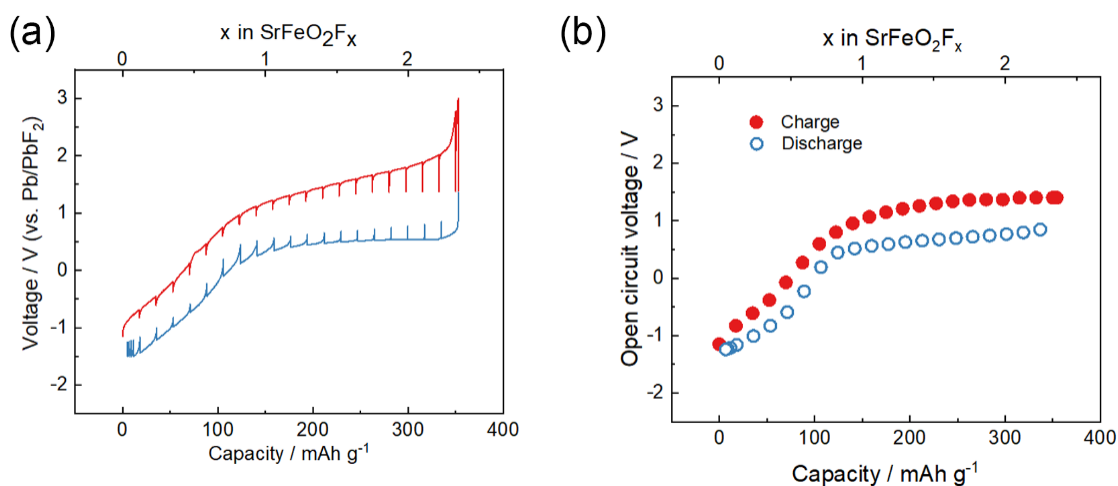 (a)
x in SrFeO₂Fₓ
0 1 2
3
2
1
0
-1
-2
Voltage / V (vs. Pb/PbF₂)
0 100 200 300 400
Capacity / mAh g⁻¹
(b)
x in SrFeO₂Fₓ
0 1 2
3
2
1
0
-1
-2
Open circuit voltage / V
Charge
Discharge
0 100 200 300 400
Capacity / mAh g⁻¹